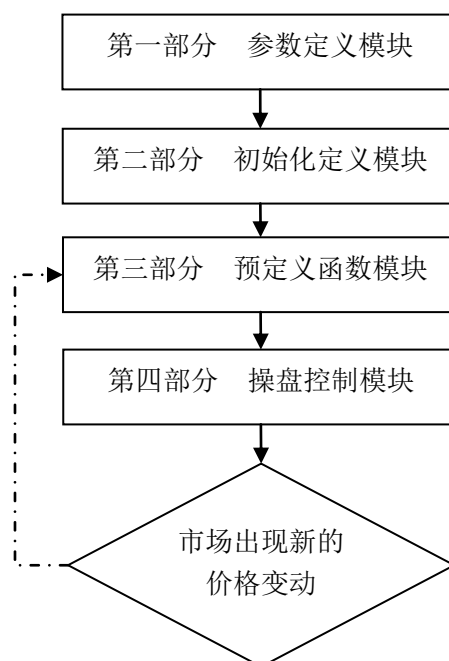 第一部分 参数定义模块
第二部分 初始化定义模块
第三部分 预定义函数模块
第四部分 操盘控制模块
市场出现新的
价格变动